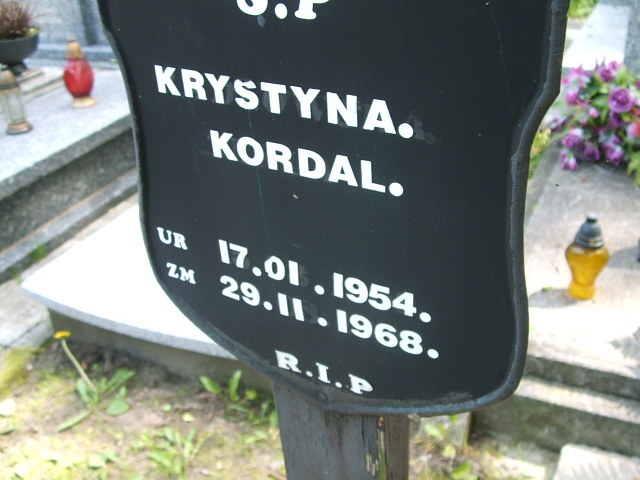 Ś.P
KRYSTYNA.
KORDAL.
UR 17.01.1954.
ZM 29.11.1968.
R.I.P